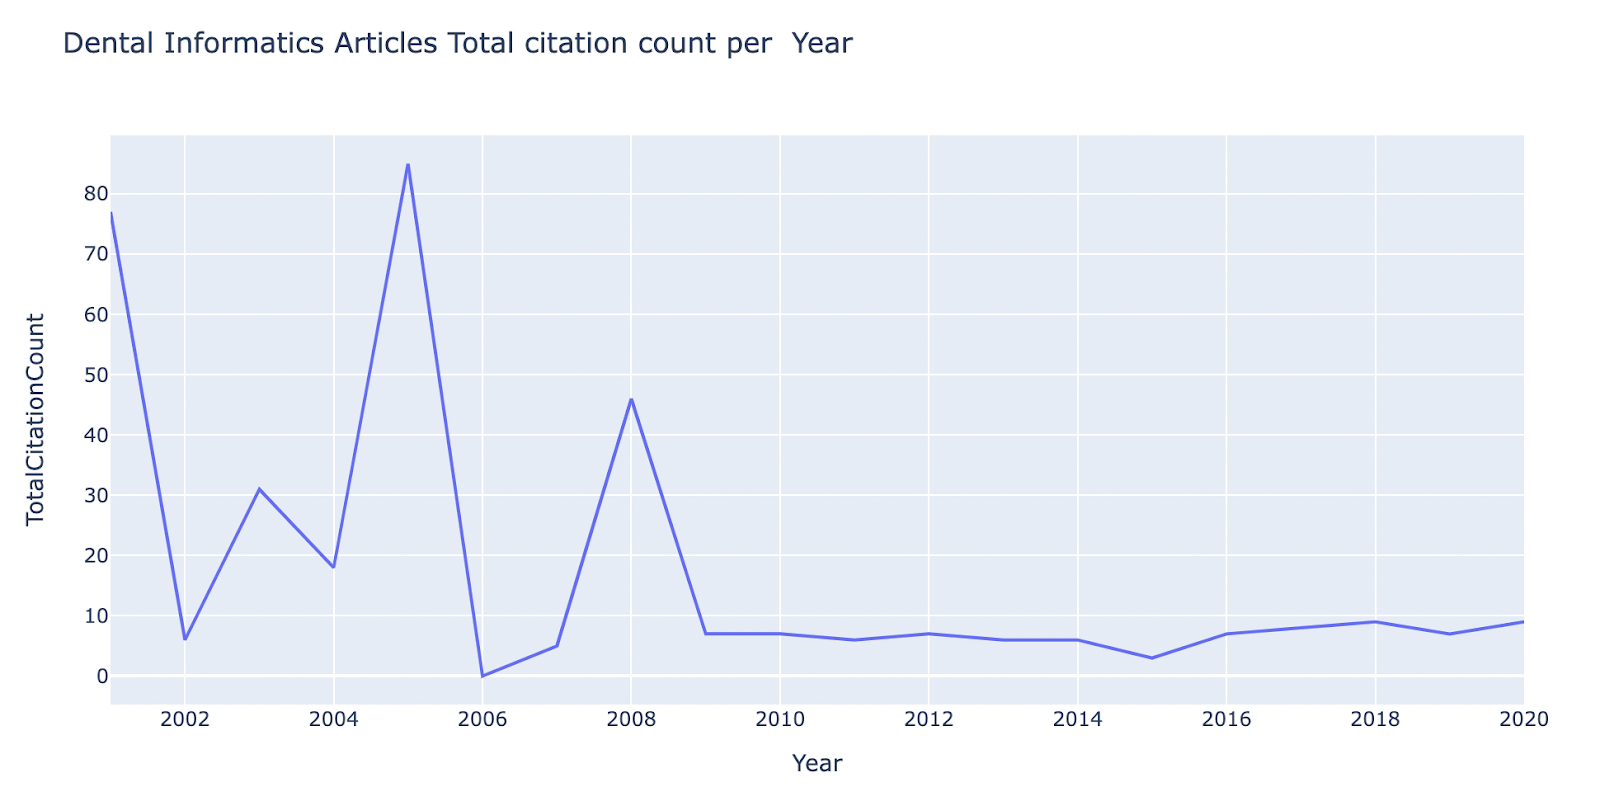 Dental Informatics Articles Total citation count per  Year
TotalCitationCount
80
70
60
50
40
30
20
10
0
2002 2004 2006 2008 2010 2012 2014 2016 2018 2020
Year